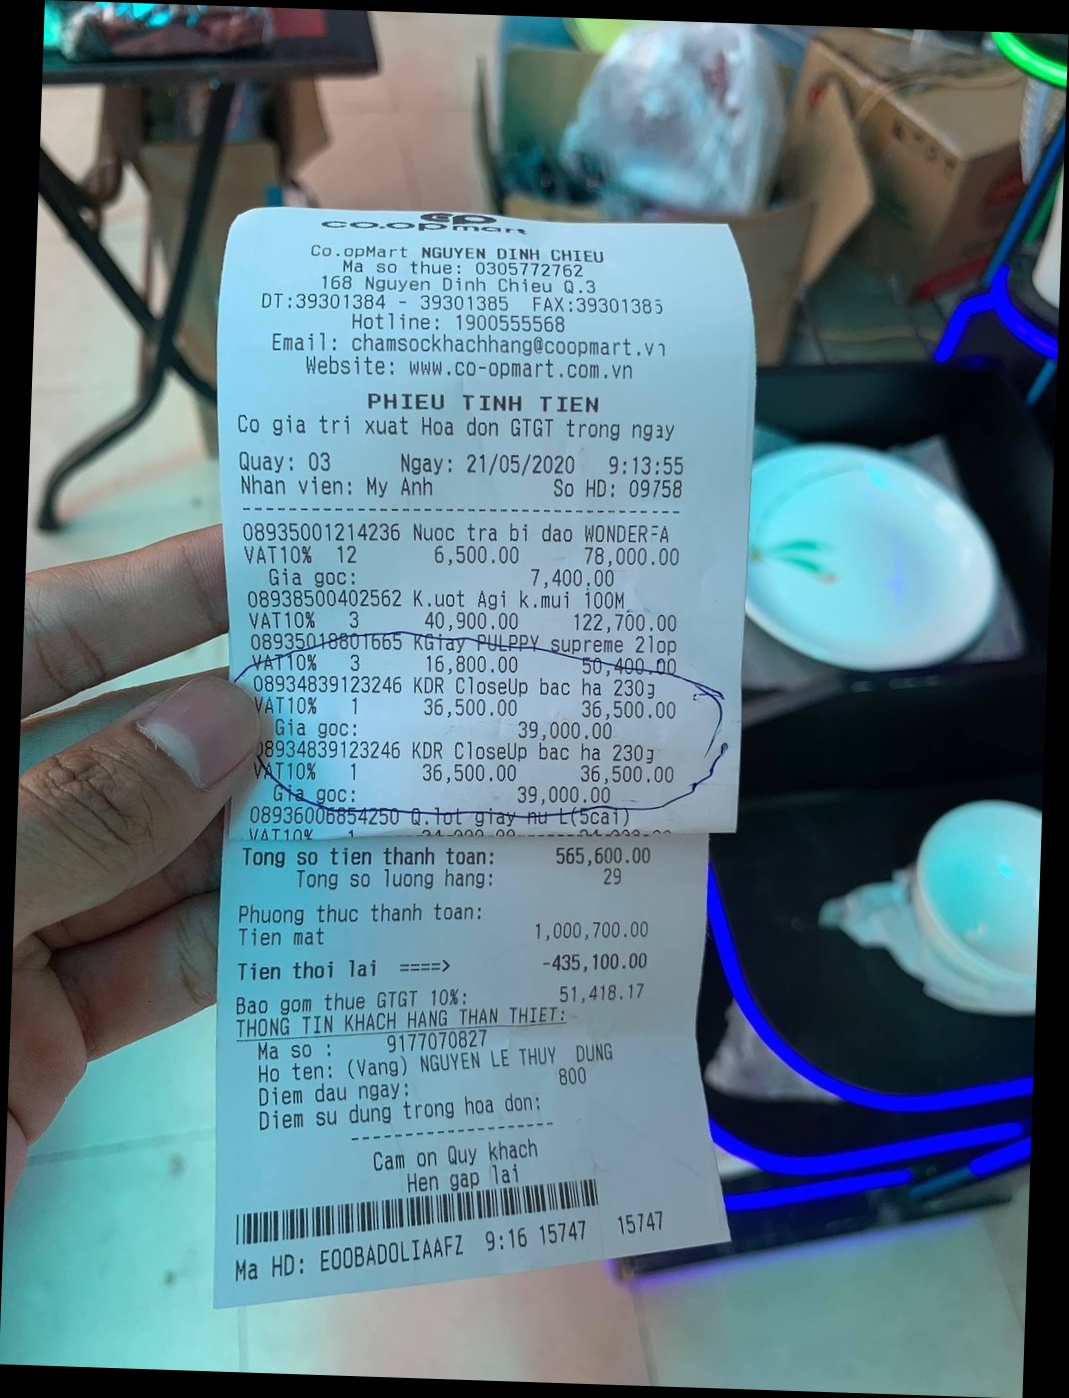 co.opmart
Co.opMart NGUYEN DINH CHIEU
Ma so thue: 0305772762
168 Nguyen Dinh Chieu Q.3
DT:39301384 - 39301385 FAX:39301385
Hotline: 1900555568
Email: chamsockhachhang@coopmart.vn
Website: www.co-opmart.com.vn
PHIEU TINH TIEN
Co gia tri xuat Hoa don GTGT trong ngay
Quay: 03 Ngay: 21/05/2020 9:13:55
Nhan vien: My Anh So HD: 09758
08935001214236 Nuoc tra bi dao WONDERFA
VAT10% 12 6,500.00 78,000.00
Gia goc: 7,400.00
08938500402562 K.uot Agi k.mui 100M
VAT10% 3 40,900.00 122,700.00
08935018801665 KGiay PULPPY supreme 2lop
VAT10% 3 16,800.00 50,400.00
08934839123246 KDR CloseUp bac ha 230g
VAT10% 1 36,500.00 36,500.00
Gia goc: 39,000.00
08934839123246 KDR CloseUp bac ha 230g
VAT10% 1 36,500.00 36,500.00
Gia goc: 39,000.00
08936006854250 Q.lot giay nu L(5cai)
VAT10% 1
Tong so tien thanh toan: 565,600.00
Tong so luong hang: 29
Phuong thuc thanh toan:
Tien mat 1,000,700.00
Tien thoi lai ====> -435,100.00
Bao gom thue GTGT 10%: 51,418.17
THONG TIN KHACH HANG THAN THIET:
Ma so : 9177070827
Ho ten: (Vang) NGUYEN LE THUY DUNG
Diem dau ngay: 800
Diem su dung trong hoa don:
Cam on Quy khach
Hen gap lai
Ma HD: E00BADOLIAAFZ 9:16 15747 15747